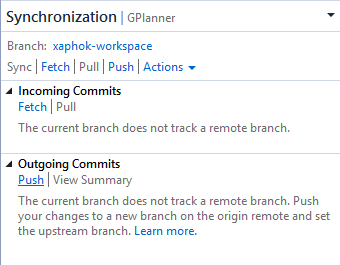 Synchronization | GPlanner
Branch: xaphok-workspace
Sync | Fetch | Pull | Push | Actions
Incoming Commits
Fetch | Pull
The current branch does not track a remote branch.
Outgoing Commits
Push | View Summary
The current branch does not track a remote branch. Push
your changes to a new branch on the origin remote and set
the upstream branch. Learn more.